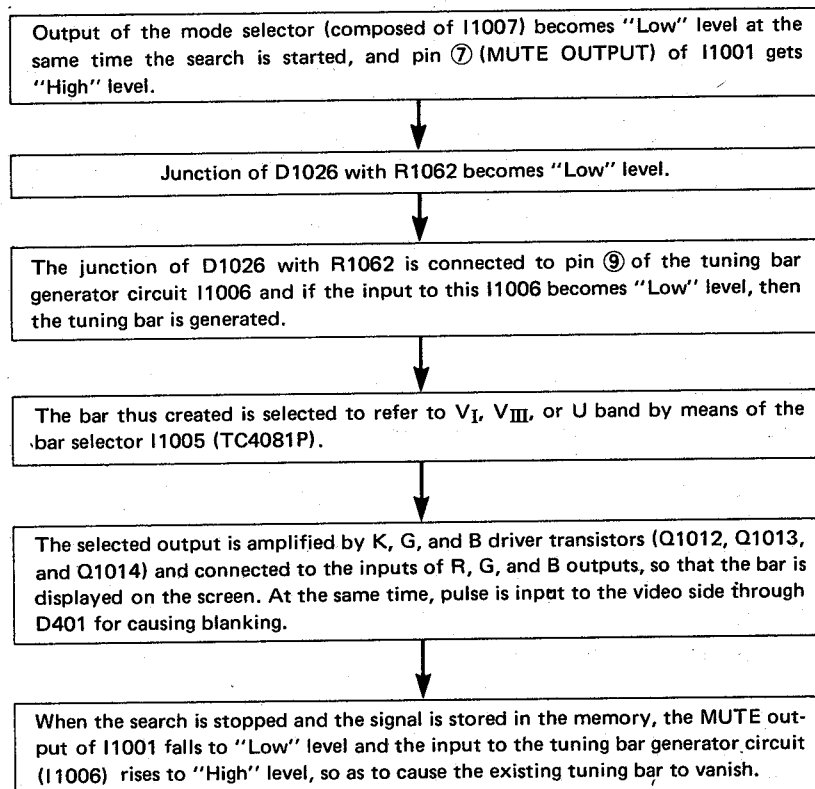 Output of the mode selector (composed of I1007) becomes "Low" level at the
same time the search is started, and pin ⑦ (MUTE OUTPUT) of I1001 gets
"High" level.
Junction of D1026 with R1062 becomes "Low" level.
The junction of D1026 with R1062 is connected to pin ⑨ of the tuning bar
generator circuit I1006 and if the input to this I1006 becomes "Low" level, then
the tuning bar is generated.
The bar thus created is selected to refer to VI, VIII, or U band by means of the
bar selector I1005 (TC4081P).
The selected output is amplified by K, G, and B driver transistors (Q1012, Q1013,
and Q1014) and connected to the inputs of R, G, and B outputs, so that the bar is
displayed on the screen. At the same time, pulse is input to the video side through
D401 for causing blanking.
When the search is stopped and the signal is stored in the memory, the MUTE out-
put of I1001 falls to "Low" level and the input to the tuning bar generator circuit
(I1006) rises to "High" level, so as to cause the existing tuning bar to vanish.